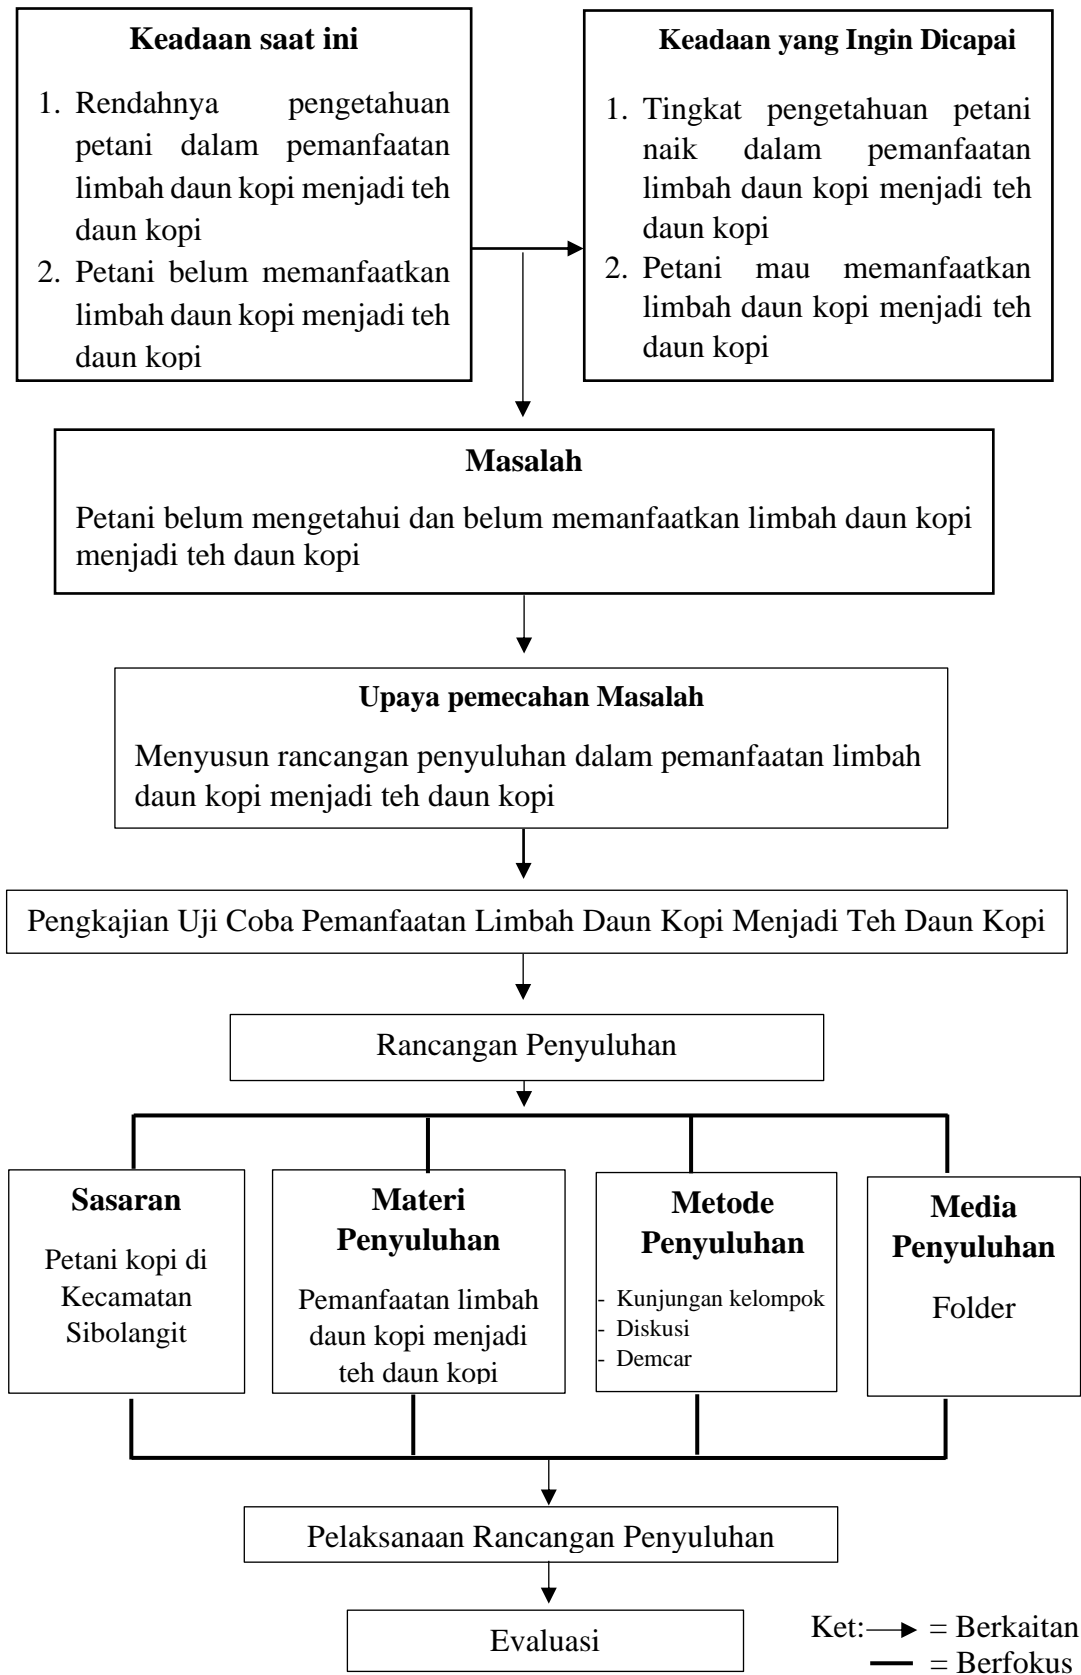 Keadaan saat ini
1. Rendahnya pengetahuan
petani dalam pemanfaatan
limbah daun kopi menjadi teh
daun kopi
2. Petani belum memanfaatkan
limbah daun kopi menjadi teh
daun kopi
Keadaan yang Ingin Dicapai
1. Tingkat pengetahuan petani
naik dalam pemanfaatan
limbah daun kopi menjadi teh
daun kopi
2. Petani mau memanfaatkan
limbah daun kopi menjadi teh
daun kopi
Masalah
Petani belum mengetahui dan belum memanfaatkan limbah daun kopi
menjadi teh daun kopi
Upaya pemecahan Masalah
Menyusun rancangan penyuluhan dalam pemanfaatan limbah
daun kopi menjadi teh daun kopi
Pengkajian Uji Coba Pemanfaatan Limbah Daun Kopi Menjadi Teh Daun Kopi
Rancangan Penyuluhan
Sasaran
Petani kopi di
Kecamatan
Sibolangit
Materi
Penyuluhan
Pemanfaatan limbah
daun kopi menjadi
teh daun kopi
Metode
Penyuluhan
- Kunjungan kelompok
- Diskusi
- Demcar
Media
Penyuluhan
Folder
Pelaksanaan Rancangan Penyuluhan
Evaluasi
Ket: = Berkaitan
= Berfokus